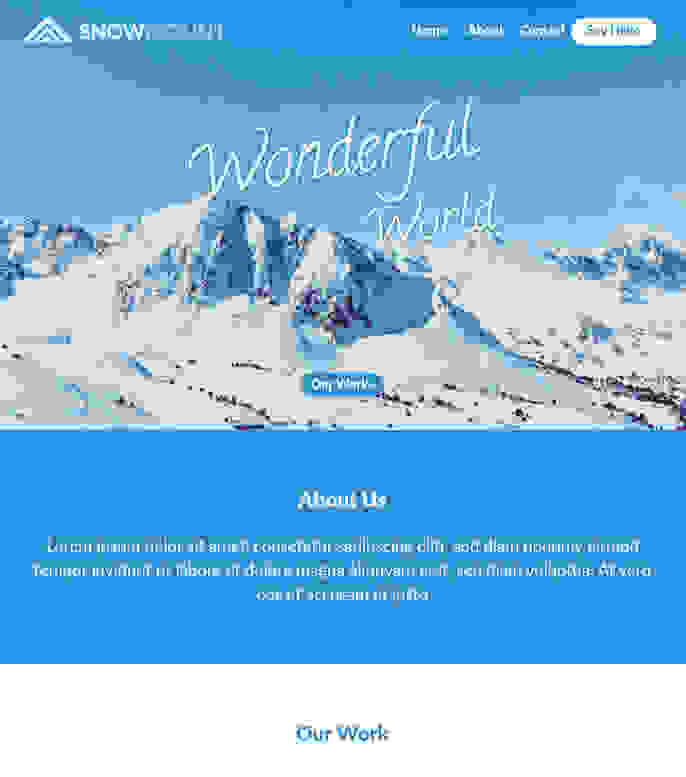 SNOWMOUNT
Home About Contact Say Hello
Wonderful
World
Our Work
About Us
Lorem ipsum dolor sit amet, consetetur sadipscing elitr, sed diam nonumy eirmod
tempor invidunt ut labore et dolore magna aliquyam erat, sed diam voluptua. At vero
eos et accusam et justo
Our Work